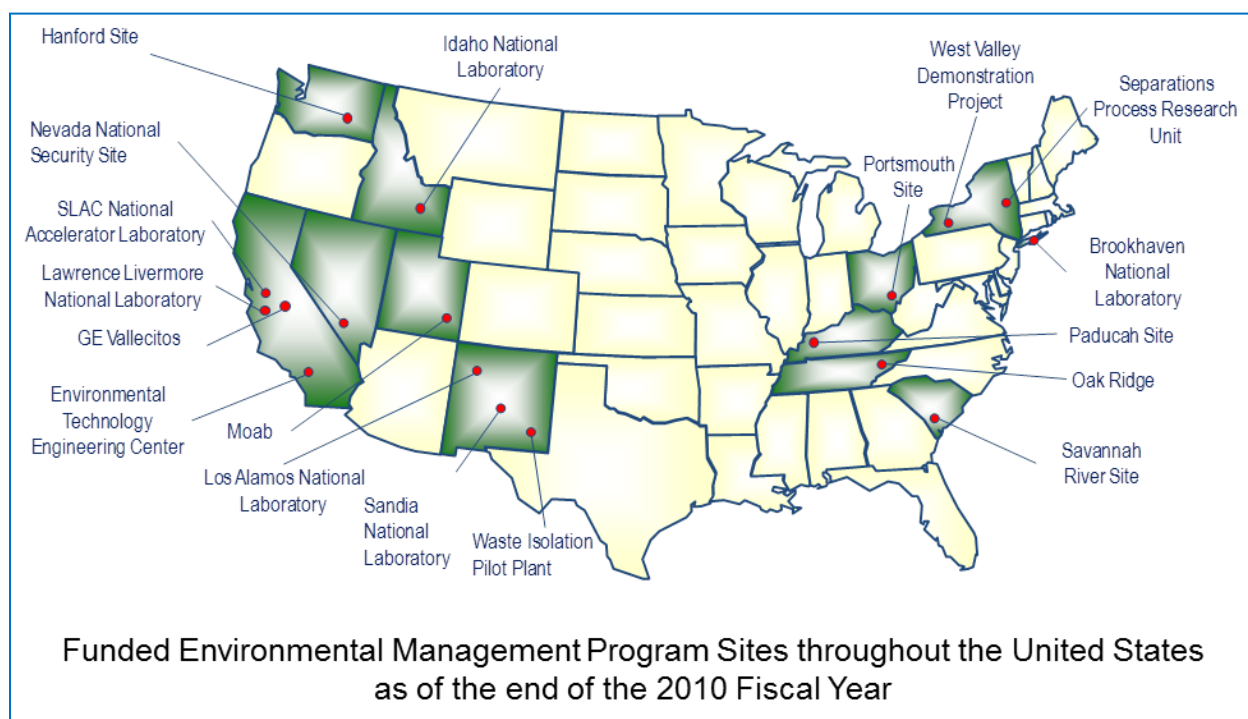 Hanford Site
Idaho National
Laboratory
West Valley
Demonstration
Project
Separations
Process Research
Unit
Nevada National
Security Site
Portsmouth
Site
SLAC National
Accelerator Laboratory
Lawrence Livermore
National Laboratory
GE Vallecitos
Brookhaven
National
Laboratory
Paducah Site
Oak Ridge
Environmental
Technology
Engineering Center
Moab
Los Alamos National
Laboratory
Sandia
National
Laboratory
Waste Isolation
Pilot Plant
Savannah
River Site
Funded Environmental Management Program Sites throughout the United States
as of the end of the 2010 Fiscal Year